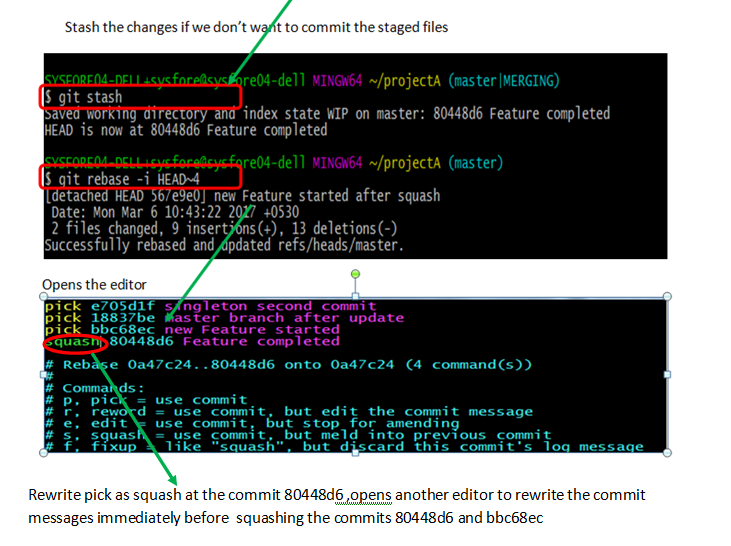 Stash the changes if we don't want to commit the staged files
SYSFORE04-DELL+sysfore@sysfore04-dell MINGW64 ~/projectA (master|MERGING)
$ git stash
Saved working directory and index state WIP on master: 80448d6 Feature completed
HEAD is now at 80448d6 Feature completed
SYSFORE04-DELL+sysfore@sysfore04-dell MINGW64 ~/projectA (master)
$ git rebase -i HEAD~4
[detached HEAD 567e9e0] new Feature started after squash
Date: Mon Mar 6 10:43:22 2017 +0530
2 files changed, 9 insertions(+), 13 deletions(-)
Successfully rebased and updated refs/heads/master.
Opens the editor
pick e705d1f singleton second commit
pick 18837be master branch after update
pick bbc68ec new Feature started
squash 80448d6 Feature completed
# Rebase 0a47c24..80448d6 onto 0a47c24 (4 command(s))
#
# Commands:
# p, pick = use commit
# r, reword = use commit, but edit the commit message
# e, edit = use commit, but stop for amending
# s, squash = use commit, but meld into previous commit
# f, fixup = like "squash", but discard this commit's log message
Rewrite pick as squash at the commit 80448d6 ,opens another editor to rewrite the commit
messages immediately before squashing the commits 80448d6 and bbc68ec